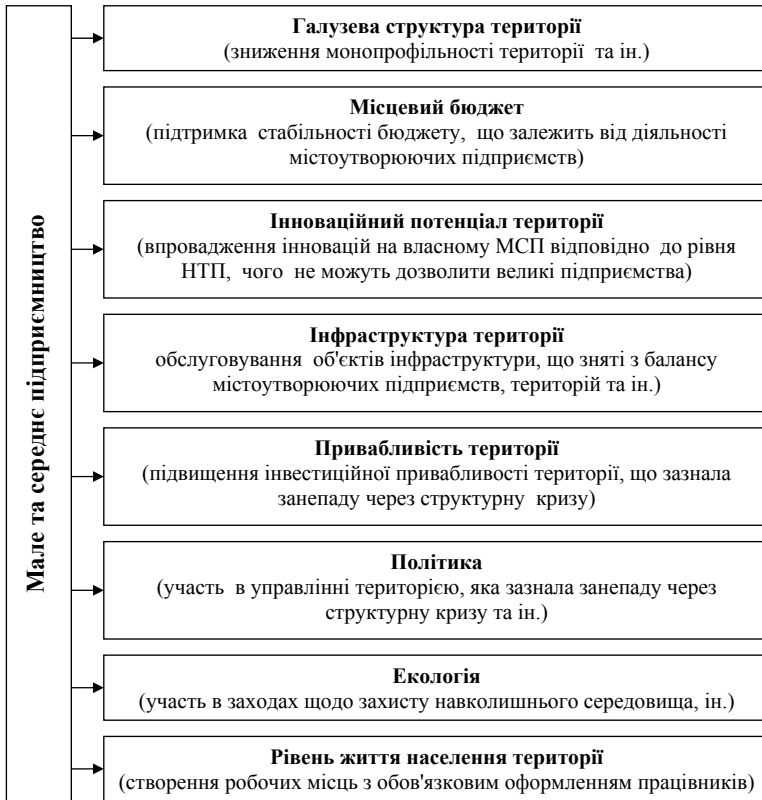 Мале та середнє підприємництво
Галузева структура території
(зниження монопрофільності території та ін.)
Місцевий бюджет
(підтримка стабільності бюджету, що залежить від діяльності
містоутворюючих підприємств)
Інноваційний потенціал території
(впровадження інновацій на власному МСП відповідно до рівня
НТП, чого не можуть дозволити великі підприємства)
Інфраструктура території
обслуговування об'єктів інфраструктури, що зняті з балансу
містоутворюючих підприємств, територій та ін.)
Привабливість території
(підвищення інвестиційної привабливості території, що зазнала
занепаду через структурну кризу)
Політика
(участь в управлінні територією, яка зазнала занепаду через
структурну кризу та ін.)
Екологія
(участь в заходах щодо захисту навколишнього середовища, ін.)
Рівень життя населення території
(створення робочих місць з обов'язковим оформленням працівників)